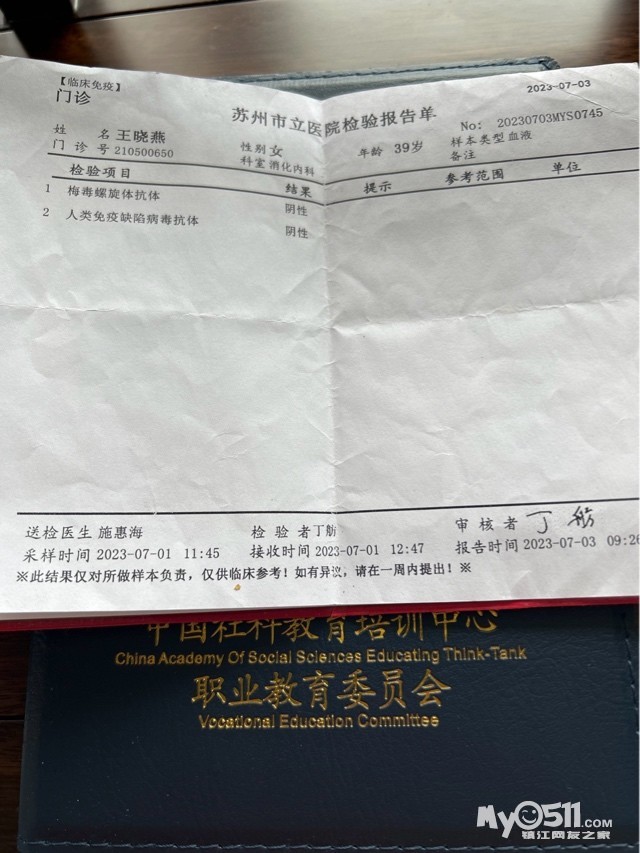 【临床免疫】
门诊
苏州市立医院检验报告单
2023-07-03
No: 20230703MYS0745
姓 名 王晓燕 性别 女 年龄 39岁 样本类型 血液
门 诊 号 210500650 科室 消化内科 备注
检验项目 结果 提示 参考范围 单位
1 梅毒螺旋体抗体 阴性
2 人类免疫缺陷病毒抗体 阴性
送检医生 施惠海 检 验 者 丁舫 审 核 者 丁舫
采样时间 2023-07-01 11:45 接收时间 2023-07-01 12:47 报告时间 2023-07-03 09:26
※此结果仅对所做样本负责，仅供临床参考！如有异议，请在一周内提出！※
中国社科教育培训中心
China Academy Of Social Sciences Educating Think-Tank
职业教育委员会
Vocational Education Committee
My0511.COM
镇江网友之家